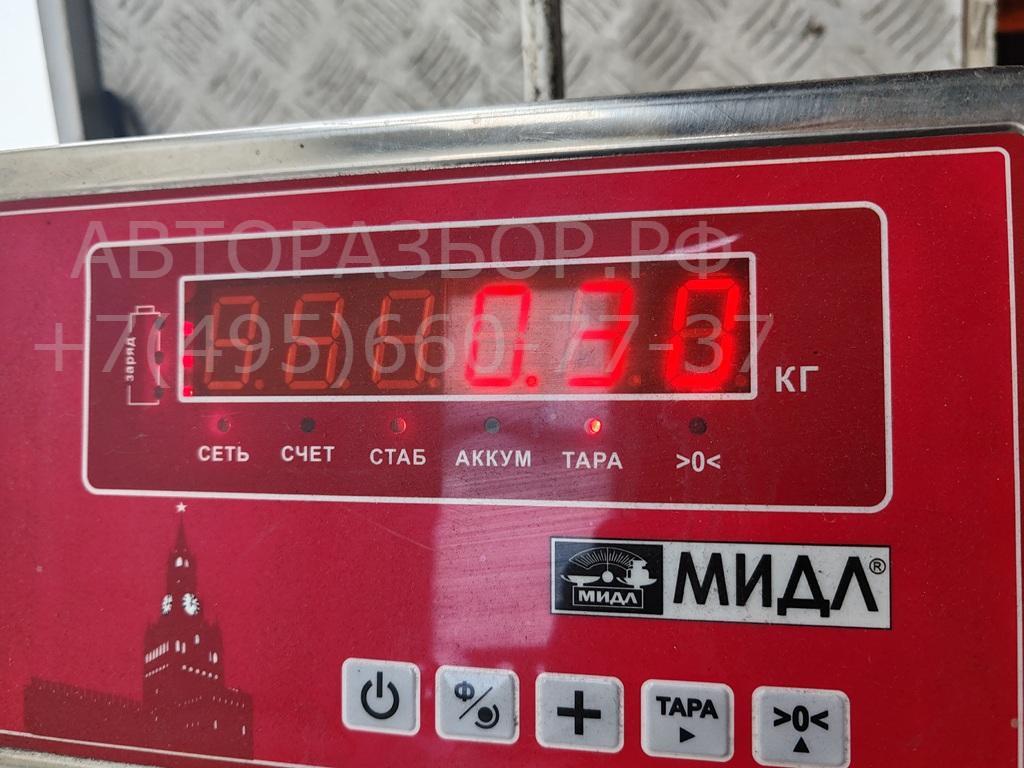 АВТОРАЗБОР.РФ
+7(495)660-77-37
заряд
0.30 КГ
СЕТЬ СЧЕТ СТАБ АККУМ ТАРА >0<
МИДЛ МИДЛ®
Ф
ТАРА >0<